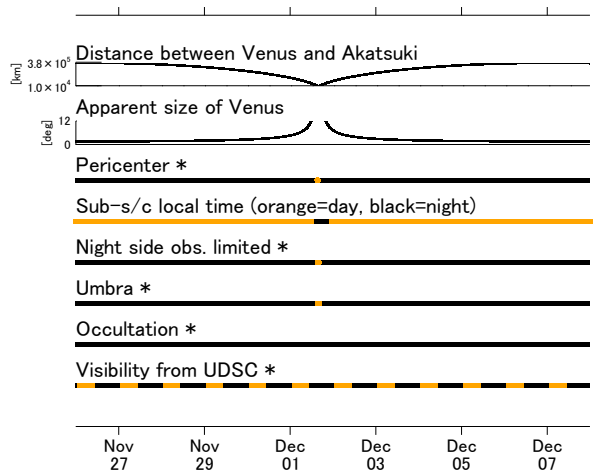 Distance between Venus and Akatsuki
3.8×10⁵
[km]
1.0×10⁴
Apparent size of Venus
12
[deg]
0
Pericenter *
Sub-s/c local time (orange=day, black=night)
Night side obs. limited *
Umbra *
Occultation *
Visibility from UDSC *
Nov Nov Dec Dec Dec Dec
27 29 01 03 05 07